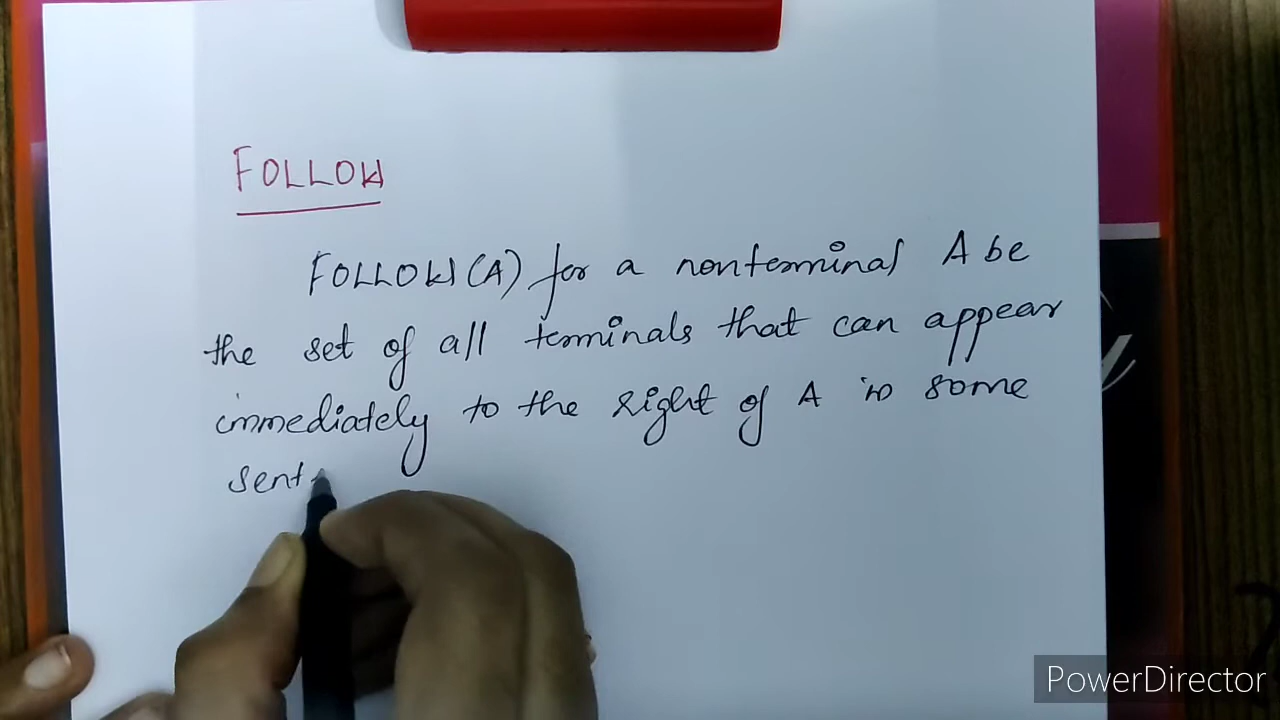 FOLLOW
FOLLOW(A) for a nonterminal A be
the set of all terminals that can appear
immediately to the right of A in some
sent
PowerDirector